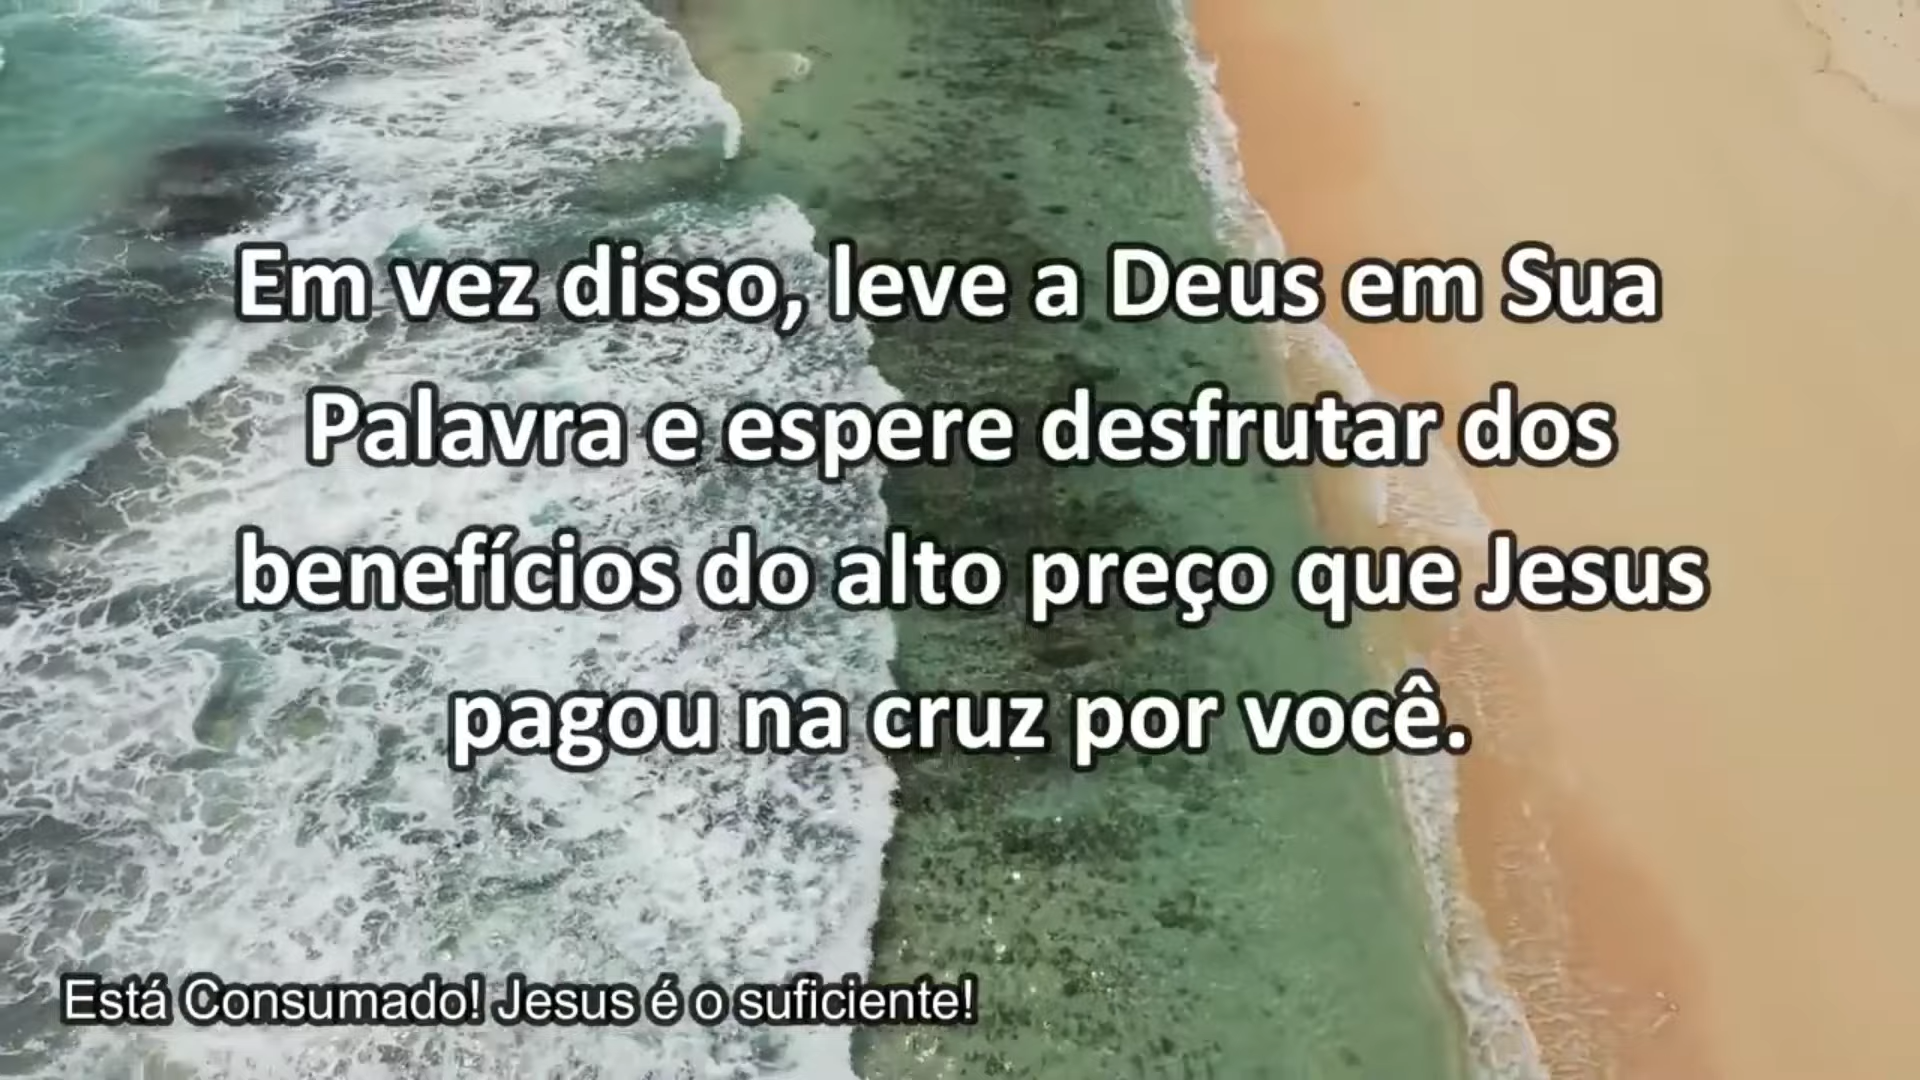 Em vez disso, leve a Deus em Sua
Palavra e espere desfrutar dos
benefícios do alto preço que Jesus
pagou na cruz por você.
Está Consumado! Jesus é o suficiente!